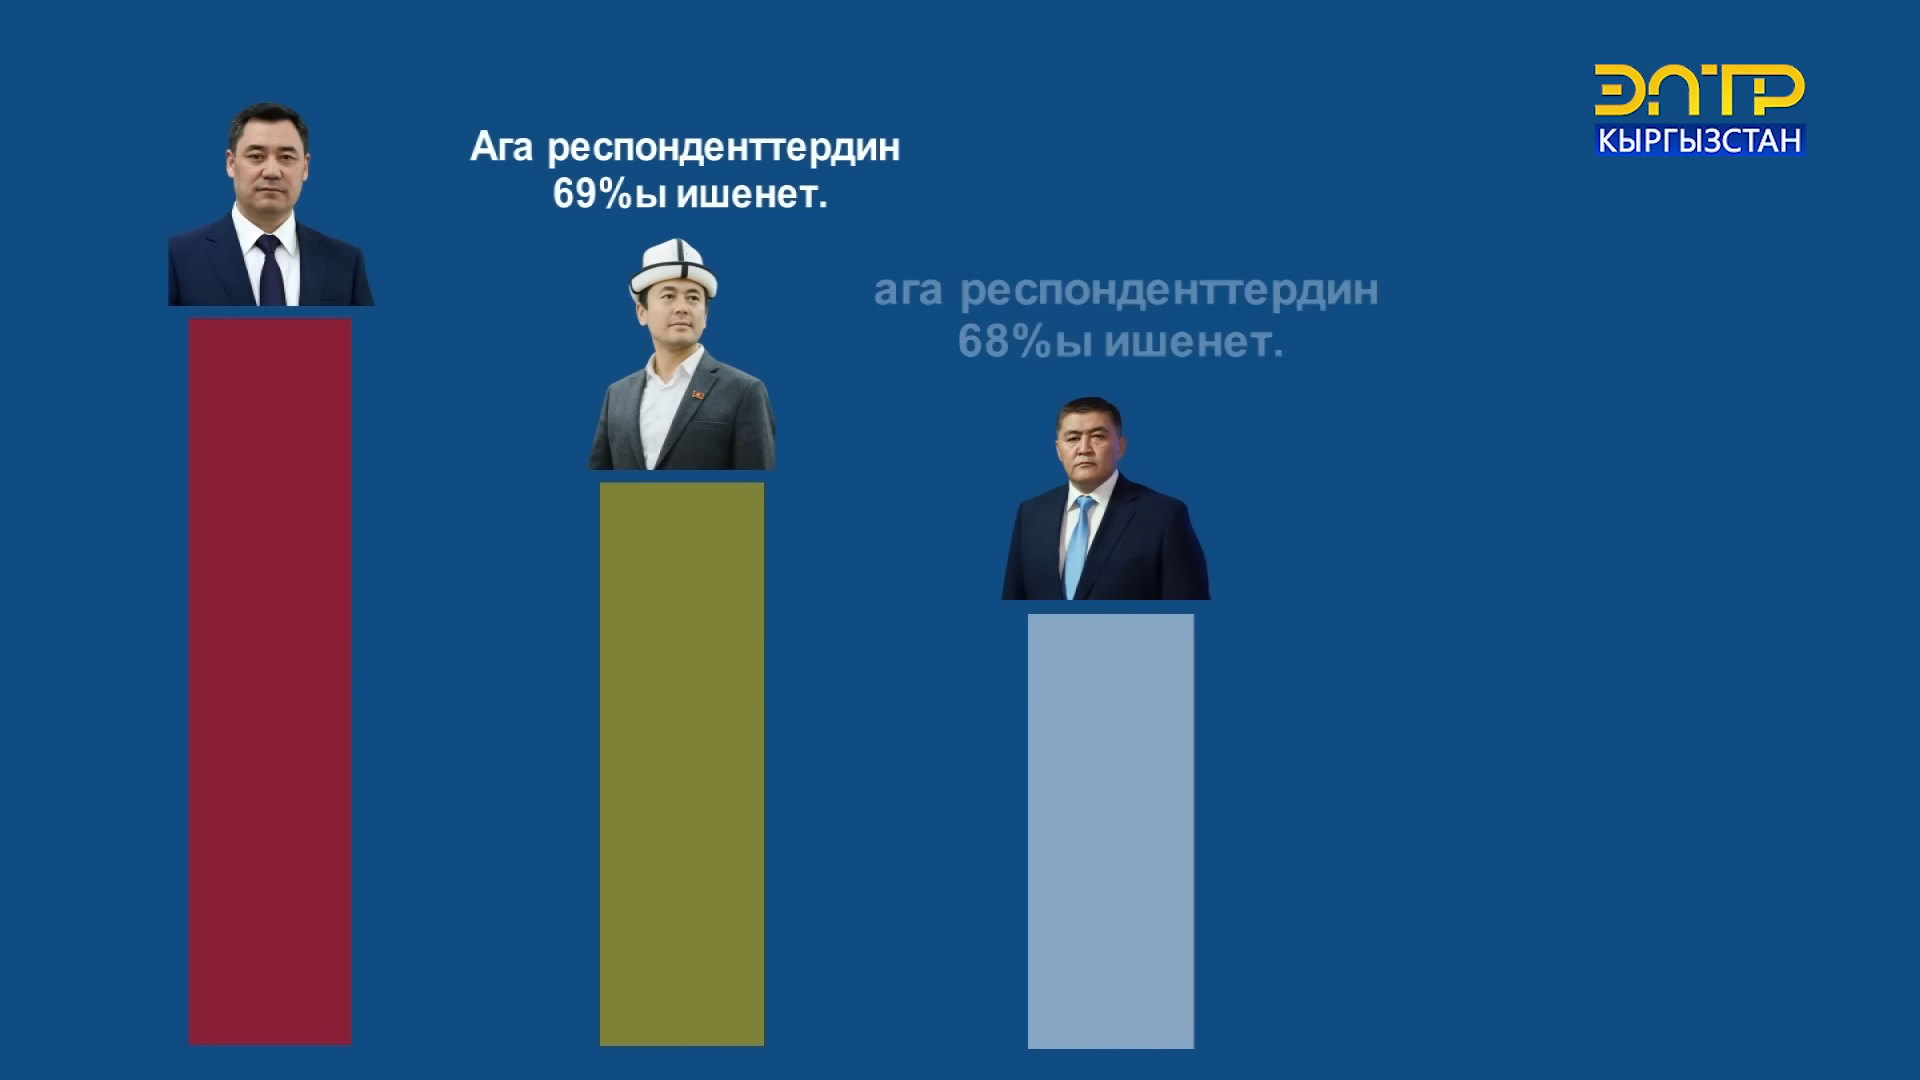 ЭЛТР
КЫРГЫЗСТАН
Ага респонденттердин
69%ы ишенет.
ага респонденттердин
68%ы ишенет.